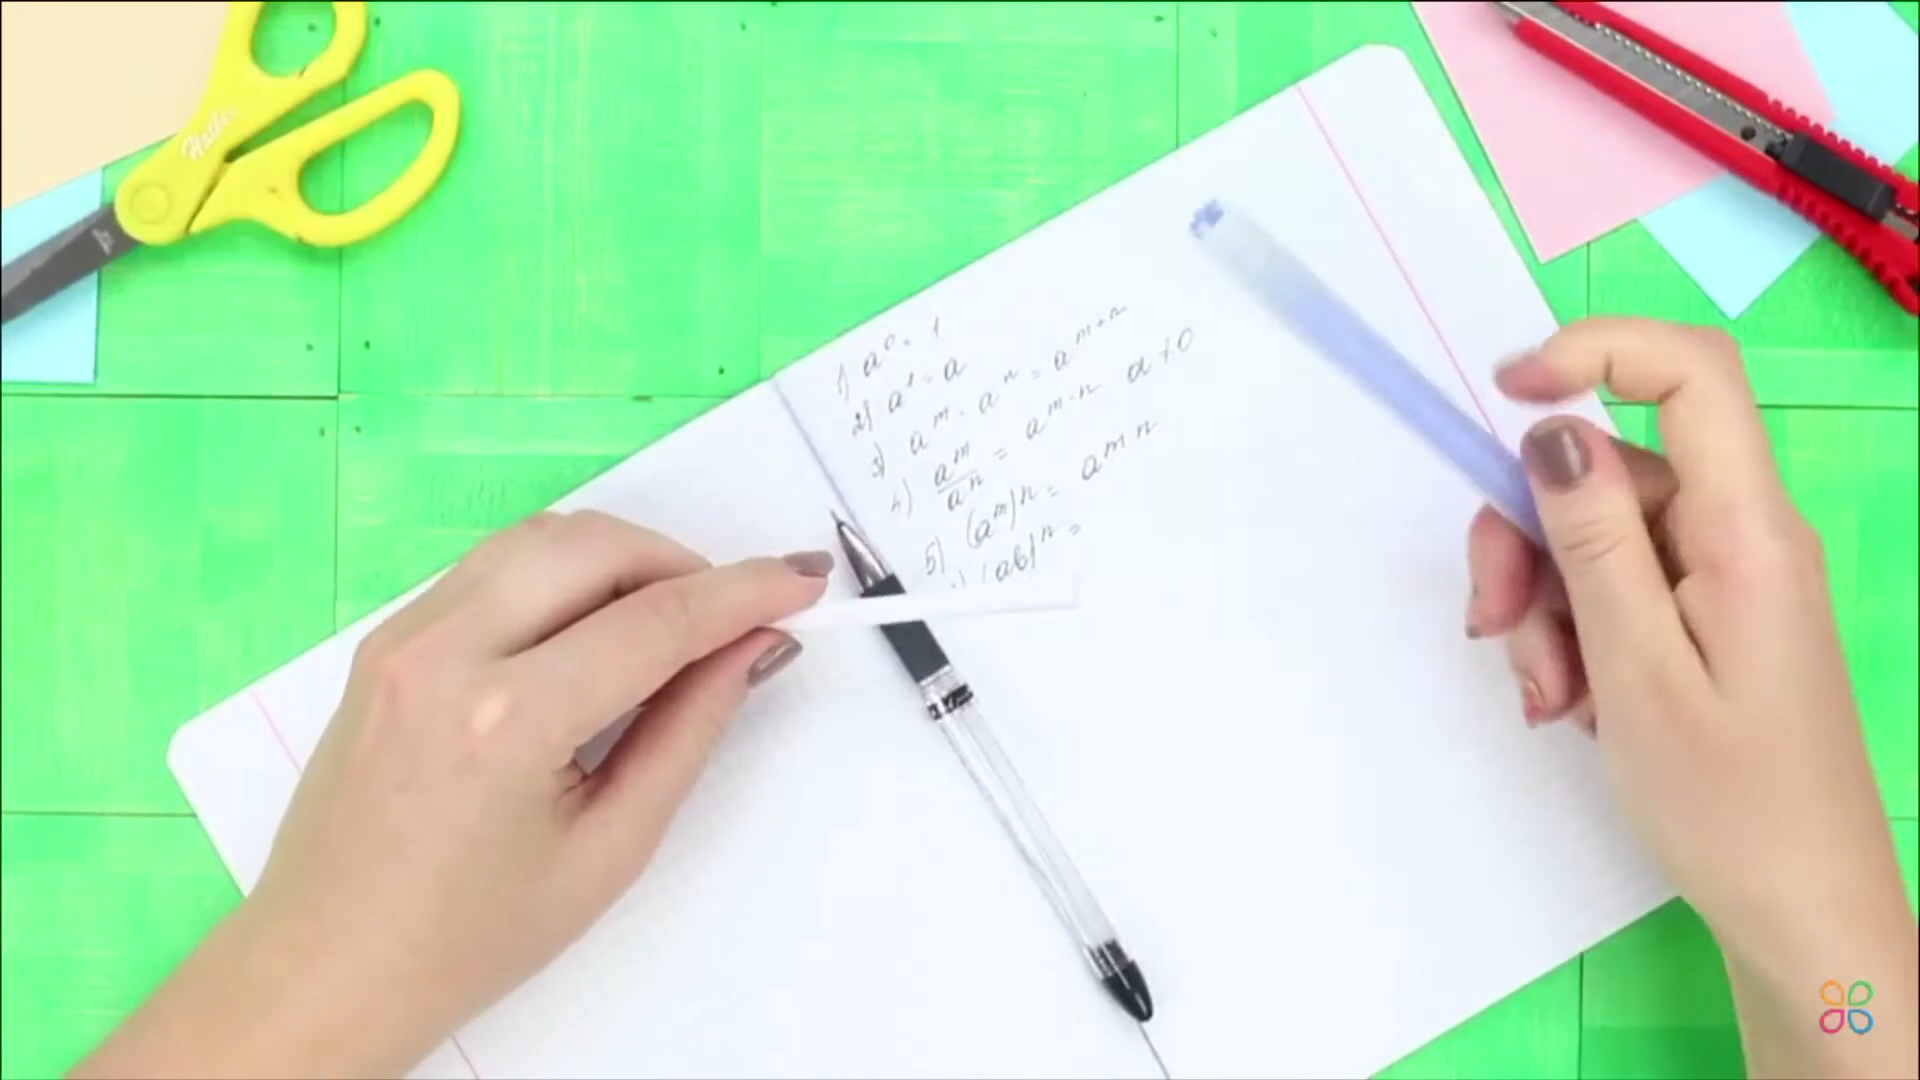 1) a⁰ = 1
2) a¹ = a
3) aᵐ · aⁿ = aᵐ⁺ⁿ
4) aᵐ/aⁿ = aᵐ⁻ⁿ a ≠ 0
5) (aᵐ)ⁿ = aᵐⁿ
(ab)ⁿ =